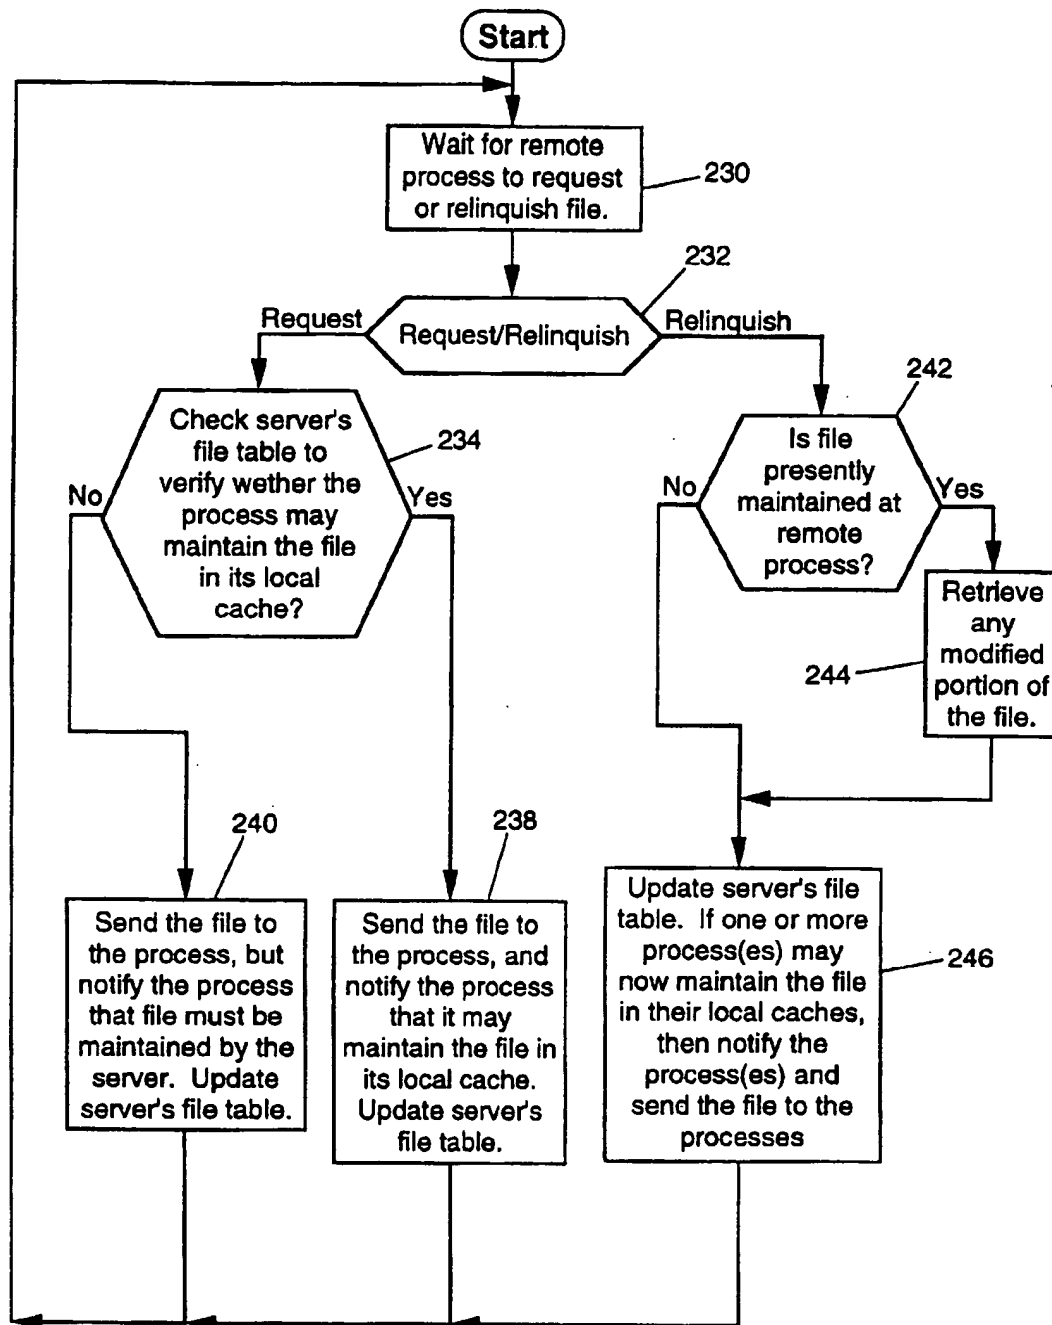 Start
Wait for remote
process to request
or relinquish file.
230
232
Request
Request/Relinquish
Relinquish
242
Check server's
file table to
verify wether the
process may
maintain the file
in its local
cache?
234
No
Yes
Is file
presently
maintained at
remote
process?
No
Yes
Retrieve
any
modified
portion of
the file.
244
240
238
Send the file to
the process, but
notify the process
that file must be
maintained by the
server. Update
server's file table.
Send the file to
the process, and
notify the process
that it may
maintain the file in
its local cache.
Update server's
file table.
Update server's file
table. If one or more
process(es) may
now maintain the file
in their local caches,
then notify the
process(es) and
send the file to the
processes
246